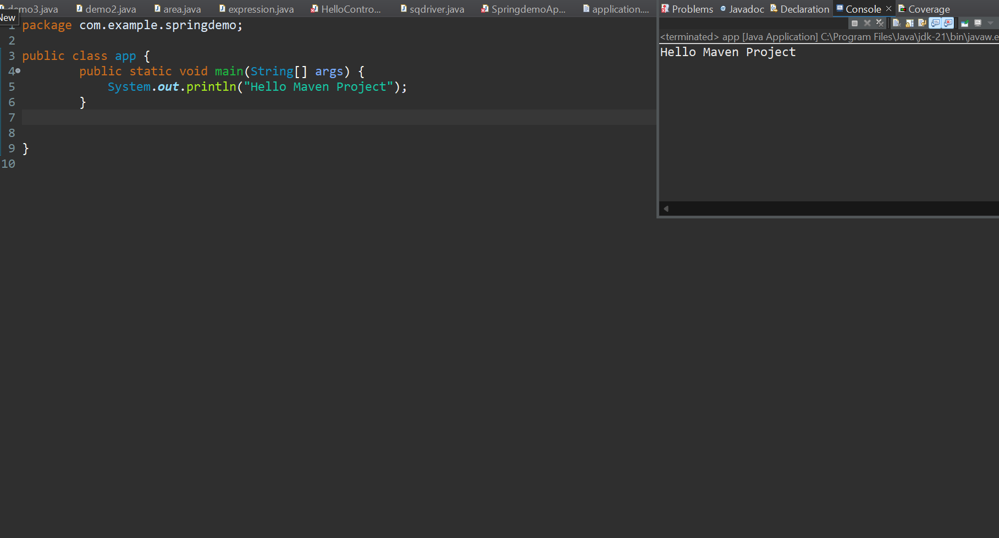 demo3.java demo2.java area.java expression.java HelloContro... sqdriver.java SpringdemoAp... application....
New
1 package com.example.springdemo;
2
3 public class app {
4 public static void main(String[] args) {
5 System.out.println("Hello Maven Project");
6 }
7
8
9 }
10
Problems @ Javadoc Declaration Console Coverage
<terminated> app [Java Application] C:\Program Files\Java\jdk-21\bin\javaw.e
Hello Maven Project